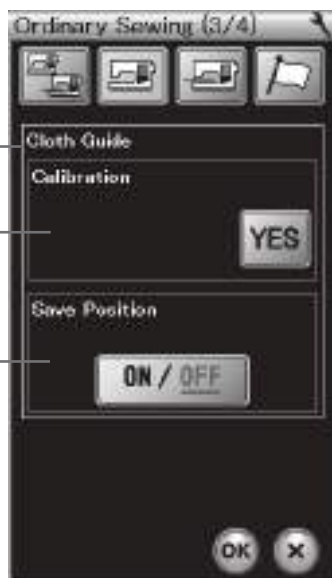 Ordinary Sewing (3/4)
Cloth Guide
Calibration
YES
Save Position
ON / OFF
OK ×